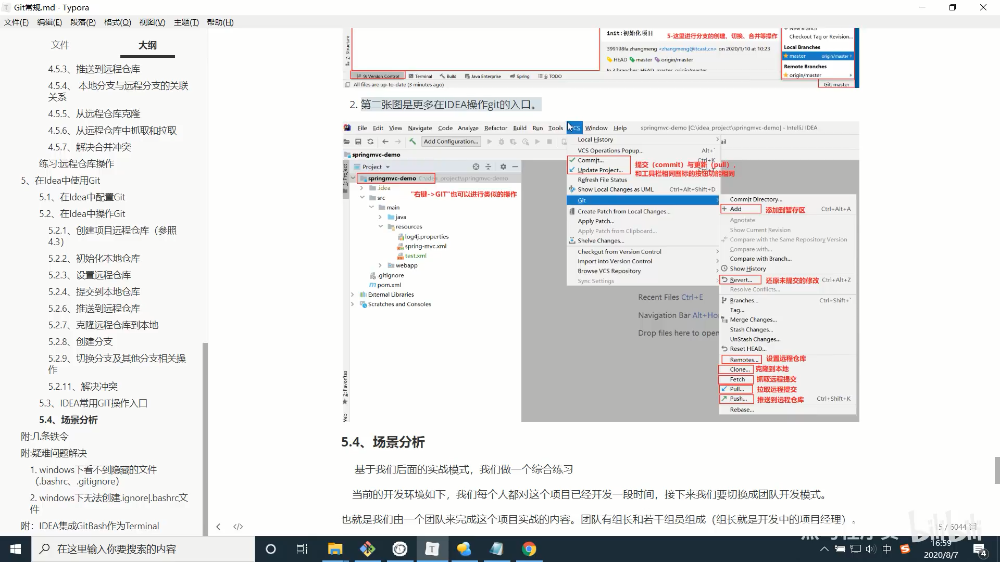 Git常规.md - Typora
文件(F) 编辑(E) 段落(P) 格式(O) 视图(V) 主题(T) 帮助(H)
文件 大纲
4.5.3、推送到远程仓库
4.5.4、 本地分支与远程分支的关联
关系
4.5.5、从远程仓库克隆
4.5.6、从远程仓库中抓取和拉取
4.5.7、解决合并冲突
练习:远程仓库操作
5、在Idea中使用Git
5.1、在Idea中配置Git
5.2、在Idea中操作Git
5.2.1、创建项目远程仓库（参照
4.3）
5.2.2、初始化本地仓库
5.2.3、设置远程仓库
5.2.4、提交到本地仓库
5.2.6、推送到远程仓库
5.2.7、克隆远程仓库到本地
5.2.8、创建分支
5.2.9、切换分支及其他分支相关操
作
5.2.11、解决冲突
5.3、IDEA常用GIT操作入口
5.4、场景分析
附:几条铁令
附:疑难问题解决
1. windows下看不到隐藏的文件
（.bashrc、.gitignore）
2. windows下无法创建.ignore|.bashrc文
件
附：IDEA集成GitBash作为Terminal
Z: Structure
init:初始化项目
5-这里进行分支的创建、切换、合并等操作
399198fa zhangmeng <zhangmeng@itcast.cn> on 2020/1/10 at 10:23
HEAD master origin/master
In 3 branches: HEAD, master, origin/master
New Branch
Checkout Tag or Revision...
Local Branches
master origin/master
Remote Branches
origin/master
9: Version Control Terminal Build Java Enterprise Spring 6: TODO
All files are up-to-date (3 minutes ago) Git: master
2. 第二张图是更多在IDEA操作git的入口。
File Edit View Navigate Code Analyze Refactor Build Run Tools CS Window Help springmvc-demo [C:\idea_project\springmvc-demo] - IntelliJ IDEA
Add Configuration...
springmvc-demo
1: Project
Project
springmvc-demo C:\idea_project\springmvc-demo
.idea
"右键->GIT"也可以进行类似的操作
src
main
java
resources
log4j.properties
spring-mvc.xml
test.xml
webapp
.gitignore
pom.xml
External Libraries
Scratches and Consoles
2: Favorites
Local History
VCS Operations Popup... Alt+`
Commit... Ctrl+K
Update Project... Ctrl+T
提交（commit）与更新（pull），
和工具栏相同图标的按钮功能相同
Refresh File Status
Show Local Changes as UML Ctrl+Alt+Shift+D
Git
Create Patch from Local Changes...
Apply Patch...
Apply Patch from Clipboard...
Shelve Changes...
Checkout from Version Control
Import into Version Control
Browse VCS Repository
Sync Settings
Recent Files Ctrl+E
Navigation Bar Alt+Ho
Drop files here to open
Commit Directory...
Add 添加到暂存区 Ctrl+Alt+A
Annotate
Show Current Revision
Compare with the Same Repository Version
Compare with...
Compare with Branch...
Show History
Revert... 还原未提交的修改 Ctrl+Alt+Z
Resolve Conflicts...
Branches... Ctrl+Shift+`
Tag...
Merge Changes...
Stash Changes...
UnStash Changes...
Reset HEAD...
Remotes... 设置远程仓库
Clone... 克隆到本地
Fetch 抓取远程提交
Pull... 拉取远程提交
Push... 推送到远程仓库 Ctrl+Shift+K
Rebase...
5.4、场景分析
基于我们后面的实战模式，我们做一个综合练习
当前的开发环境如下，我们每个人都对这个项目已经开发一段时间，接下来我们要切换成团队开发模式。
也就是我们由一个团队来完成这个项目实战的内容。团队有组长和若干组员组成（组长就是开发中的项目经理）。
15 / 6044 词
bilibili
在这里输入你要搜索的内容
中
16:59
2020/8/7
4